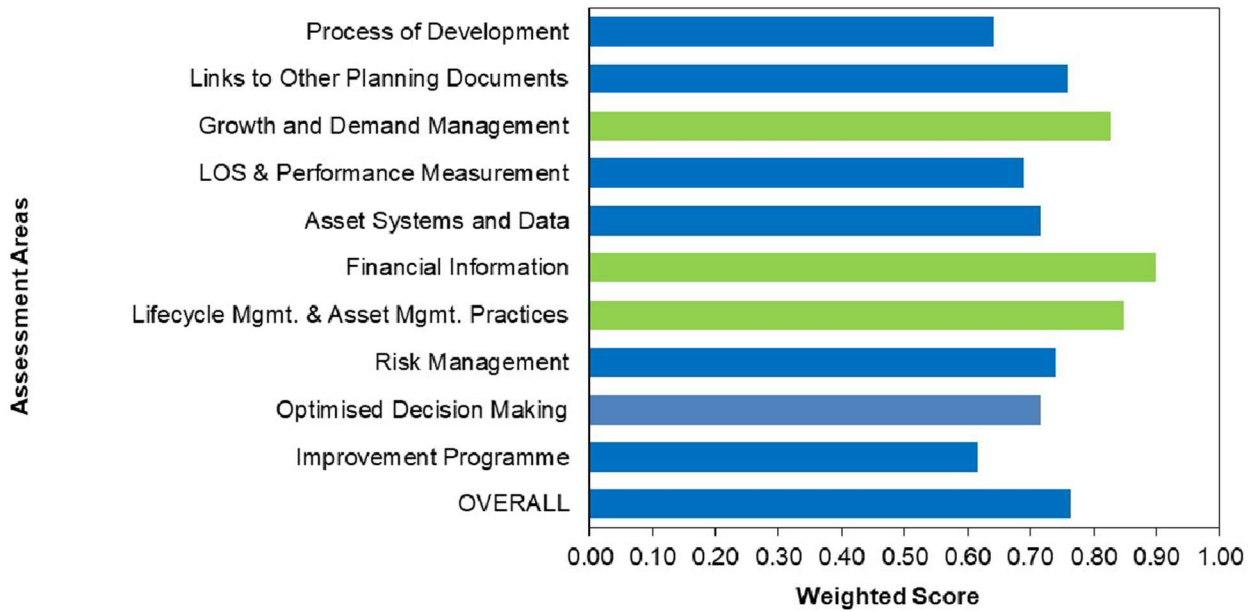 Assessment Areas
Process of Development
Links to Other Planning Documents
Growth and Demand Management
LOS & Performance Measurement
Asset Systems and Data
Financial Information
Lifecycle Mgmt. & Asset Mgmt. Practices
Risk Management
Optimised Decision Making
Improvement Programme
OVERALL
0.00 0.10 0.20 0.30 0.40 0.50 0.60 0.70 0.80 0.90 1.00
Weighted Score